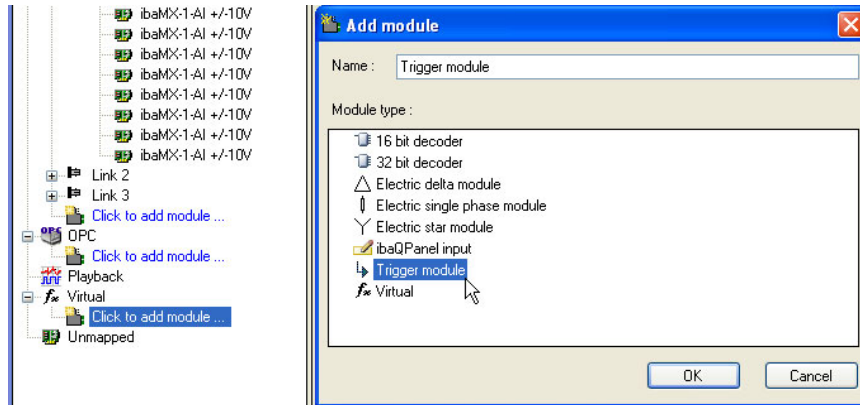 ibaMX-1-AI +/-10V
ibaMX-1-AI +/-10V
ibaMX-1-AI +/-10V
ibaMX-1-AI +/-10V
ibaMX-1-AI +/-10V
ibaMX-1-AI +/-10V
ibaMX-1-AI +/-10V
ibaMX-1-AI +/-10V
Link 2
Link 3
Click to add module ...
OPC
OPC
Click to add module ...
Playback
Virtual
Click to add module ...
Unmapped
Add module
Name :
Trigger module
Module type :
16 bit decoder
32 bit decoder
Electric delta module
Electric single phase module
Electric star module
ibaQPanel input
Trigger module
fx Virtual
OK
Cancel